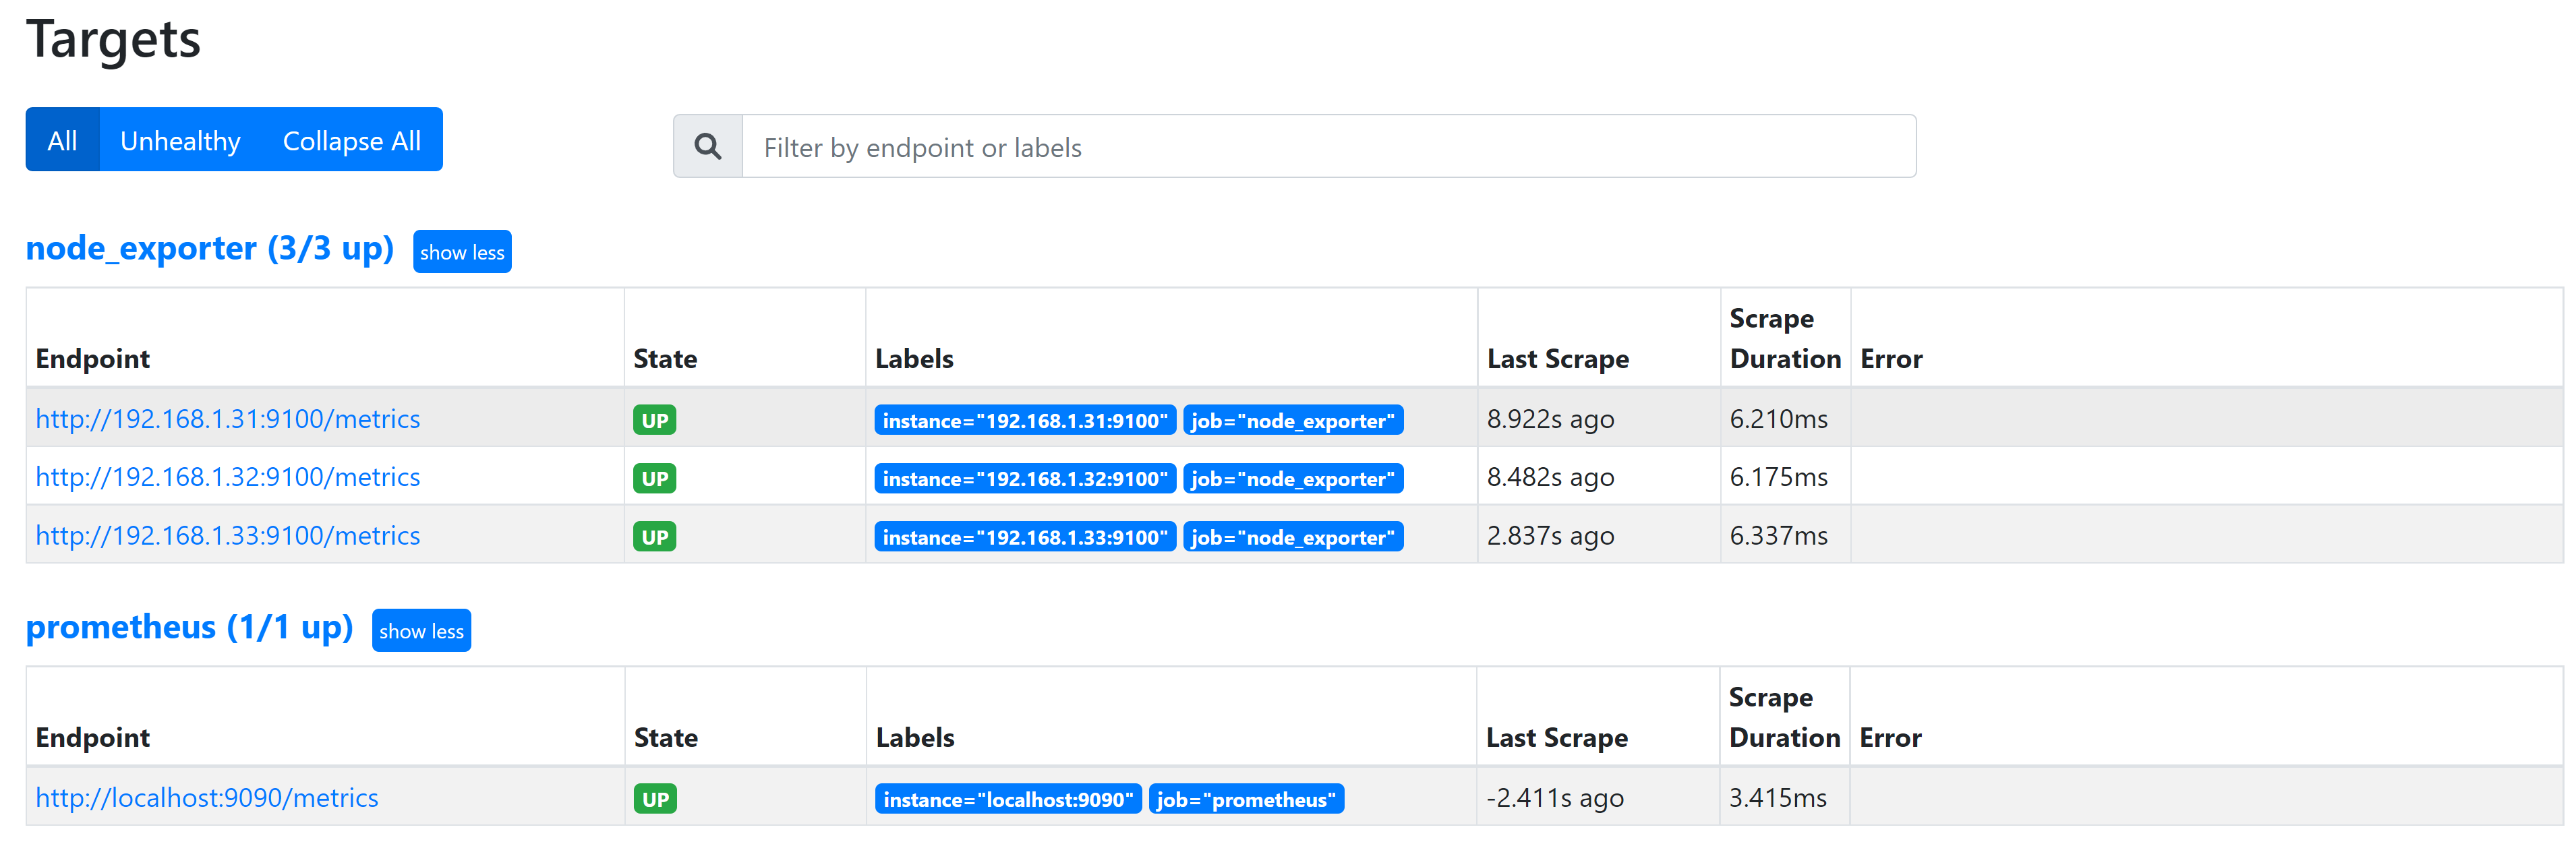 Targets
All Unhealthy Collapse All
Filter by endpoint or labels
node_exporter (3/3 up) show less
Endpoint State Labels Last Scrape Scrape Duration Error
http://192.168.1.31:9100/metrics UP instance="192.168.1.31:9100" job="node_exporter" 8.922s ago 6.210ms
http://192.168.1.32:9100/metrics UP instance="192.168.1.32:9100" job="node_exporter" 8.482s ago 6.175ms
http://192.168.1.33:9100/metrics UP instance="192.168.1.33:9100" job="node_exporter" 2.837s ago 6.337ms
prometheus (1/1 up) show less
Endpoint State Labels Last Scrape Scrape Duration Error
http://localhost:9090/metrics UP instance="localhost:9090" job="prometheus" -2.411s ago 3.415ms